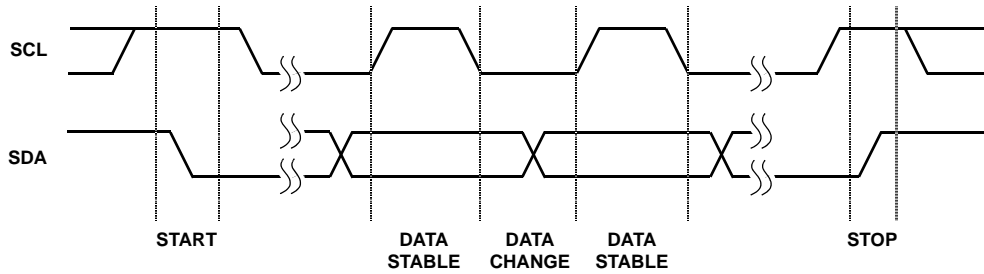 SCL
SDA
START
DATA
STABLE
DATA
CHANGE
DATA
STABLE
STOP